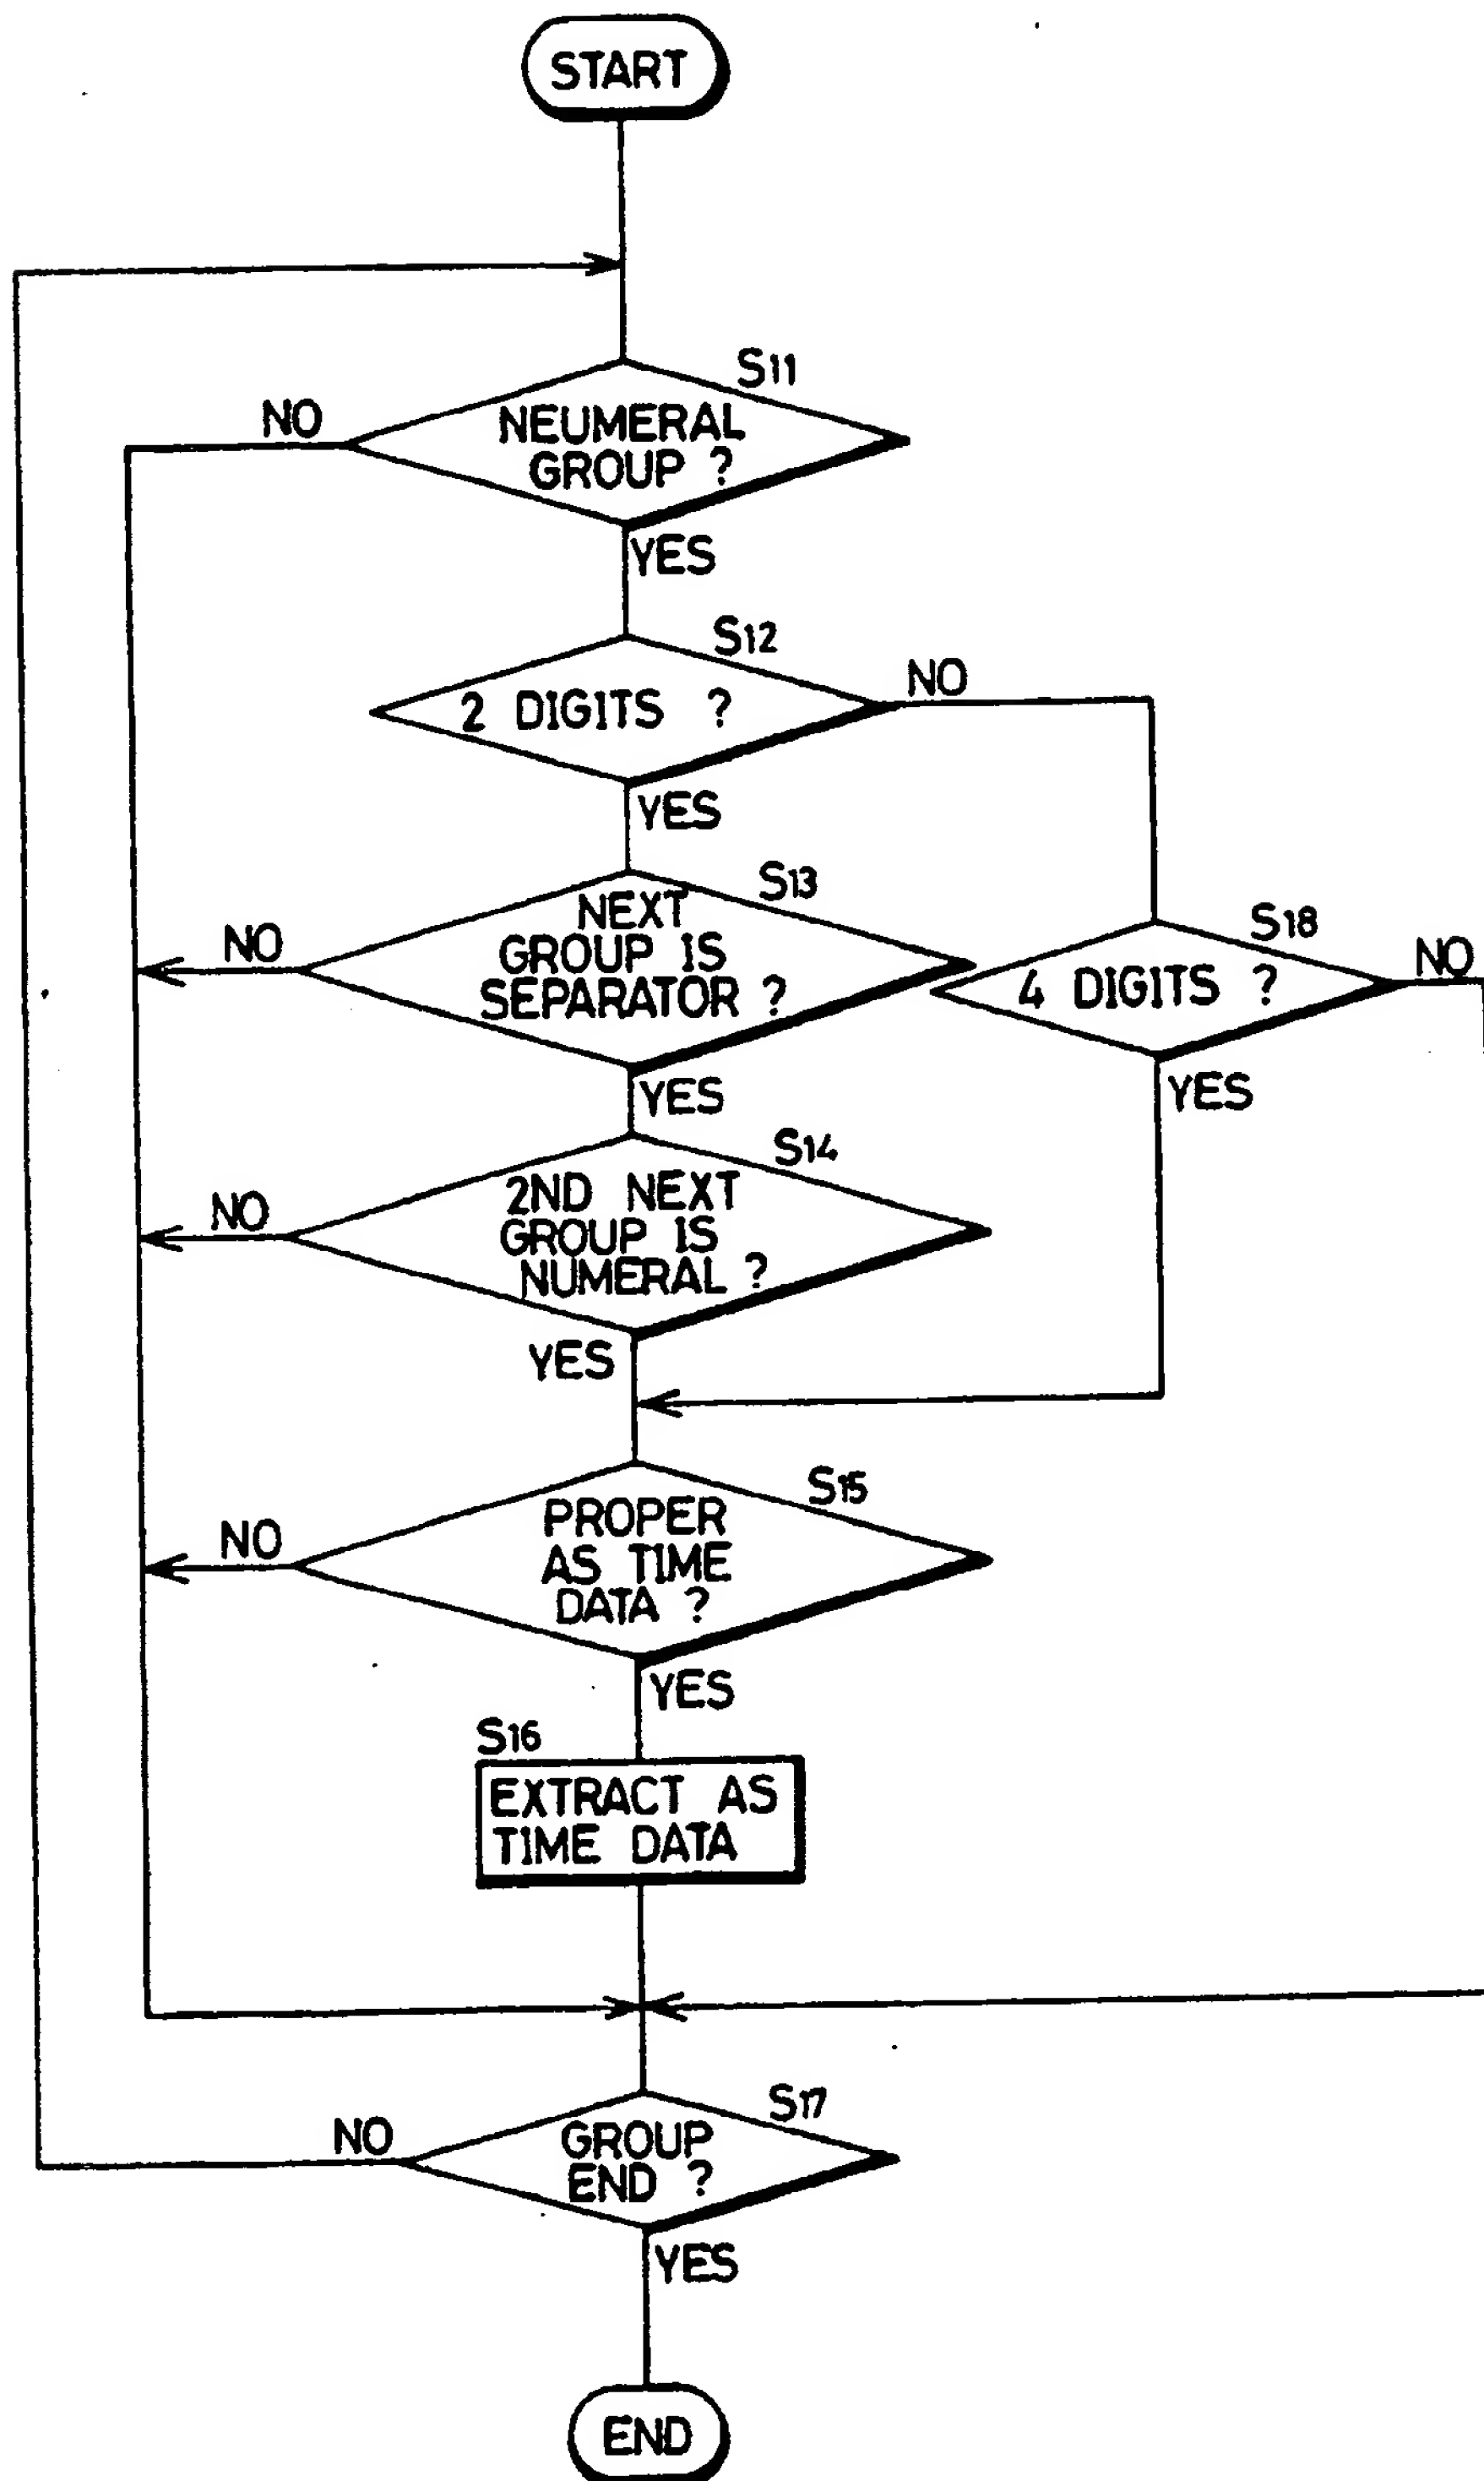 START
S11
NO
NEUMERAL
GROUP ?
YES
S12
NO
2 DIGITS ?
YES
S13
NEXT
NO
GROUP IS
SEPARATOR ?
S18
NO
4 DIGITS ?
YES
YES
S14
2ND NEXT
NO
GROUP IS
NUMERAL ?
YES
S15
PROPER
NO
AS TIME
DATA ?
YES
S16
EXTRACT AS
TIME DATA
S17
NO
GROUP
END ?
YES
END